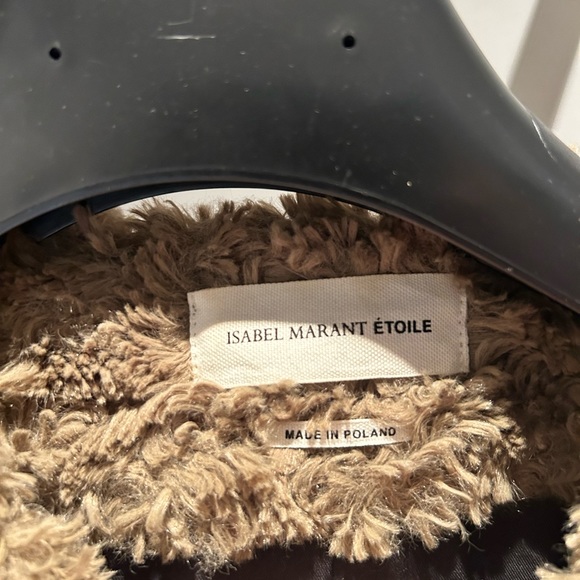 ISABEL MARANT ÉTOILE
MADE IN POLAND